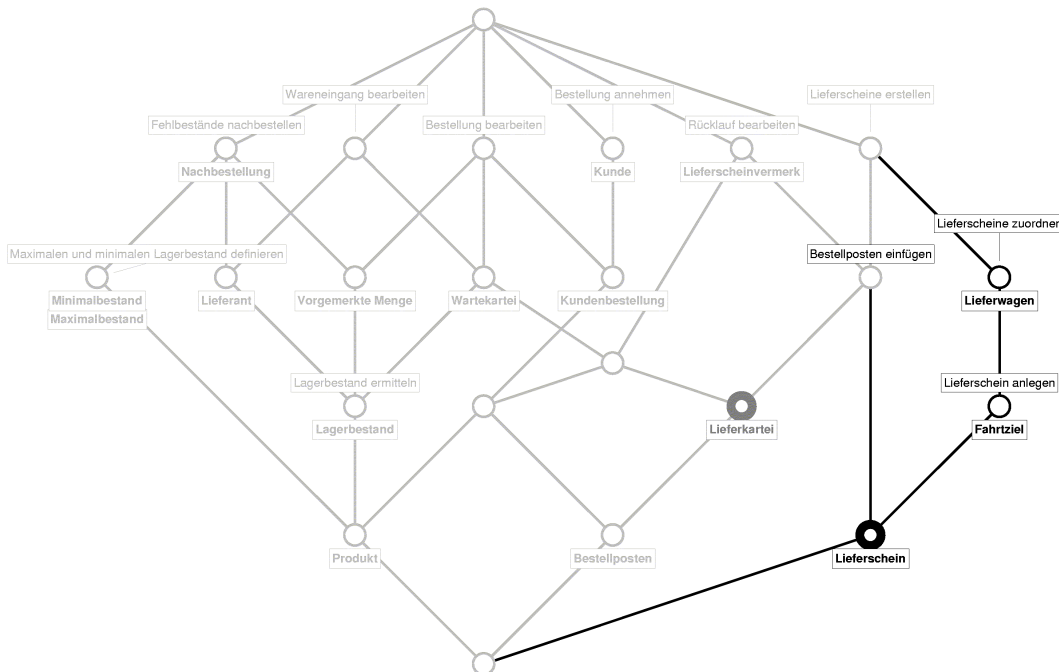 Wareneingang bearbeiten
Bestellung annehmen
Lieferscheine erstellen
Fehlbestände nachbestellen
Bestellung bearbeiten
Rücklauf bearbeiten
Nachbestellung
Kunde
Lieferscheinvermerk
Lieferscheine zuordnen
Maximalen und minimalen Lagerbestand definieren
Bestellposten einfügen
Minimalbestand
Maximalbestand
Lieferant
Vorgemerkte Menge
Wartekartei
Kundenbestellung
Lieferwagen
Lagerbestand ermitteln
Lieferschein anlegen
Lagerbestand
Lieferkartei
Fahrtziel
Produkt
Bestellposten
Lieferschein